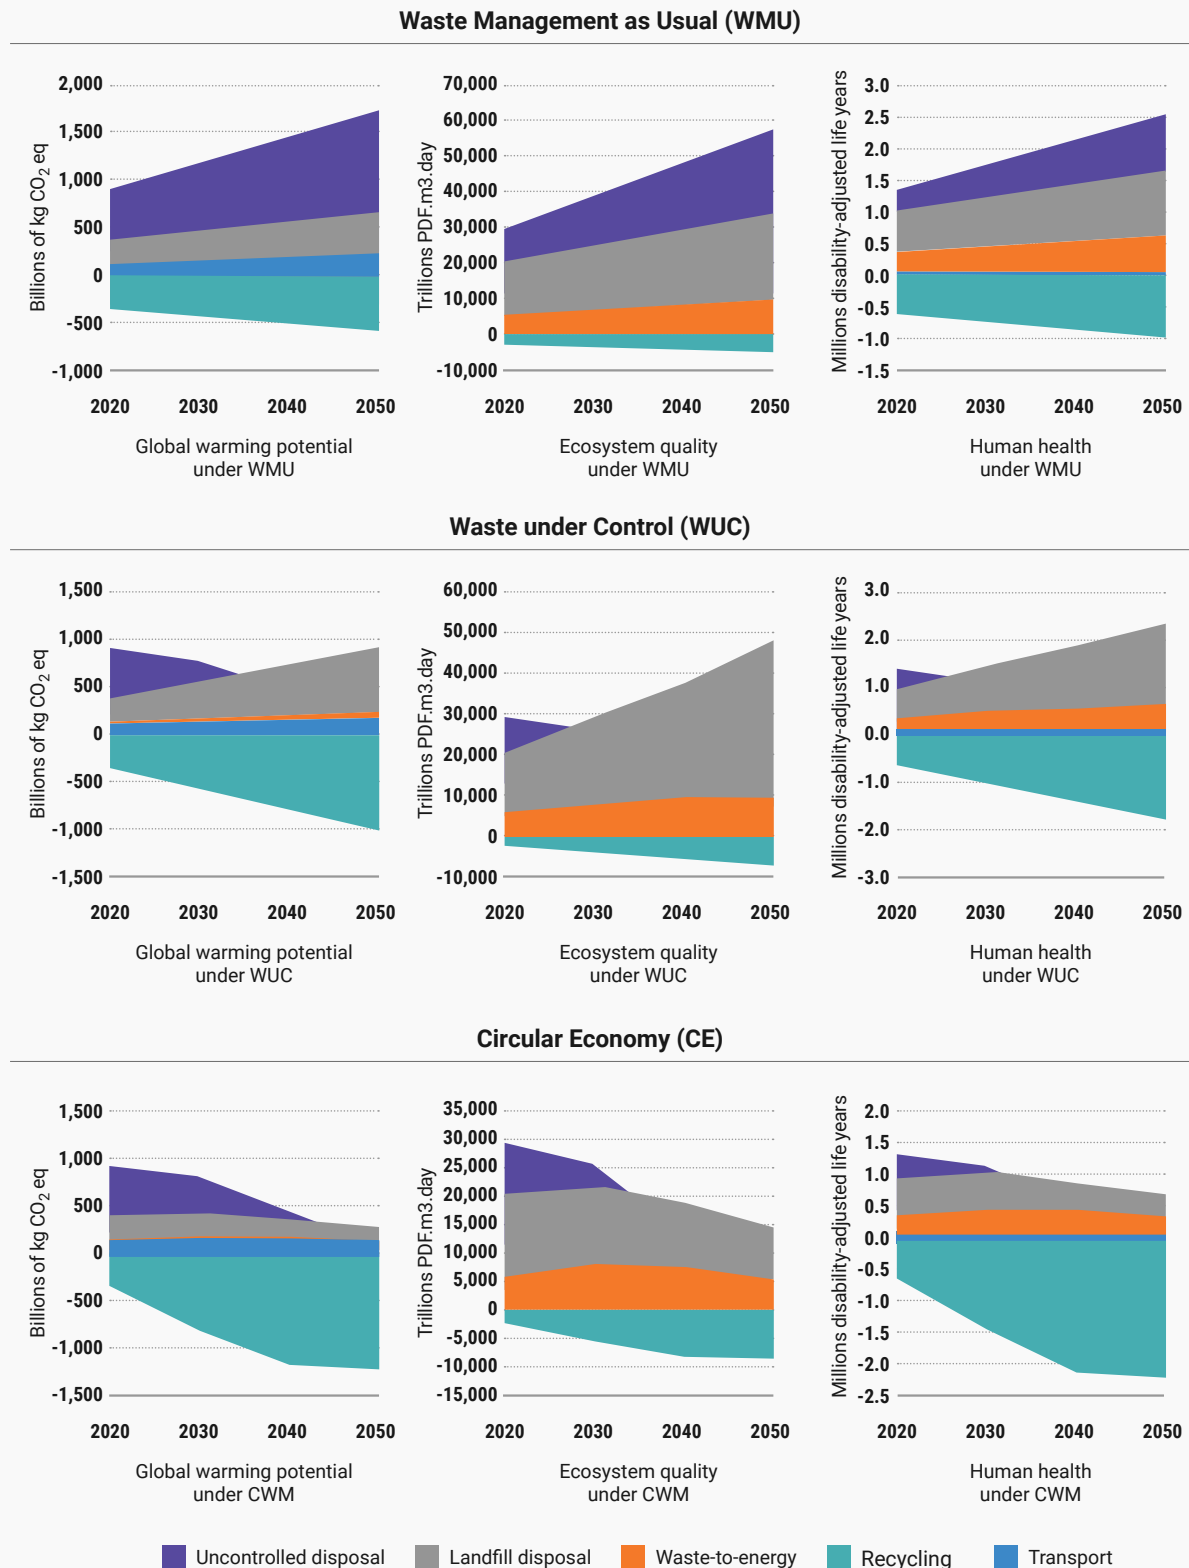 Waste Management as Usual (WMU)
Billions of kg CO2 eq
2,000
1,500
1,000
500
0
-500
-1,000
2020 2030 2040 2050
Global warming potential
under WMU
Trillions PDF.m3.day
70,000
60,000
50,000
40,000
30,000
20,000
10,000
0
-10,000
2020 2030 2040 2050
Ecosystem quality
under WMU
Millions disability-adjusted life years
3.0
2.5
2.0
1.5
1.0
0.5
0.0
-0.5
-1.0
-1.5
2020 2030 2040 2050
Human health
under WMU
Waste under Control (WUC)
Billions of kg CO2 eq
1,500
1,000
500
0
-500
-1,000
-1,500
2020 2030 2040 2050
Global warming potential
under WUC
Trillions PDF.m3.day
60,000
50,000
40,000
30,000
20,000
10,000
0
-10,000
2020 2030 2040 2050
Ecosystem quality
under WUC
Millions disability-adjusted life years
3.0
2.0
1.0
0.0
-1.0
-2.0
-3.0
2020 2030 2040 2050
Human health
under WUC
Circular Economy (CE)
Billions of kg CO2 eq
1,500
1,000
500
0
-500
-1,000
-1,500
2020 2030 2040 2050
Global warming potential
under CWM
Trillions PDF.m3.day
35,000
30,000
25,000
20,000
15,000
10,000
5,000
0
-5,000
-10,000
-15,000
2020 2030 2040 2050
Ecosystem quality
under CWM
Millions disability-adjusted life years
2.0
1.5
1.0
0.5
0.0
-0.5
-1.0
-1.5
-2.0
-2.5
2020 2030 2040 2050
Human health
under CWM
Uncontrolled disposal Landfill disposal Waste-to-energy Recycling Transport